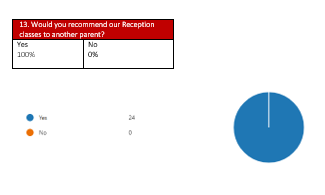 13. Would you recommend our Reception
classes to another parent?
Yes No
100% 0%
Yes 24
No 0